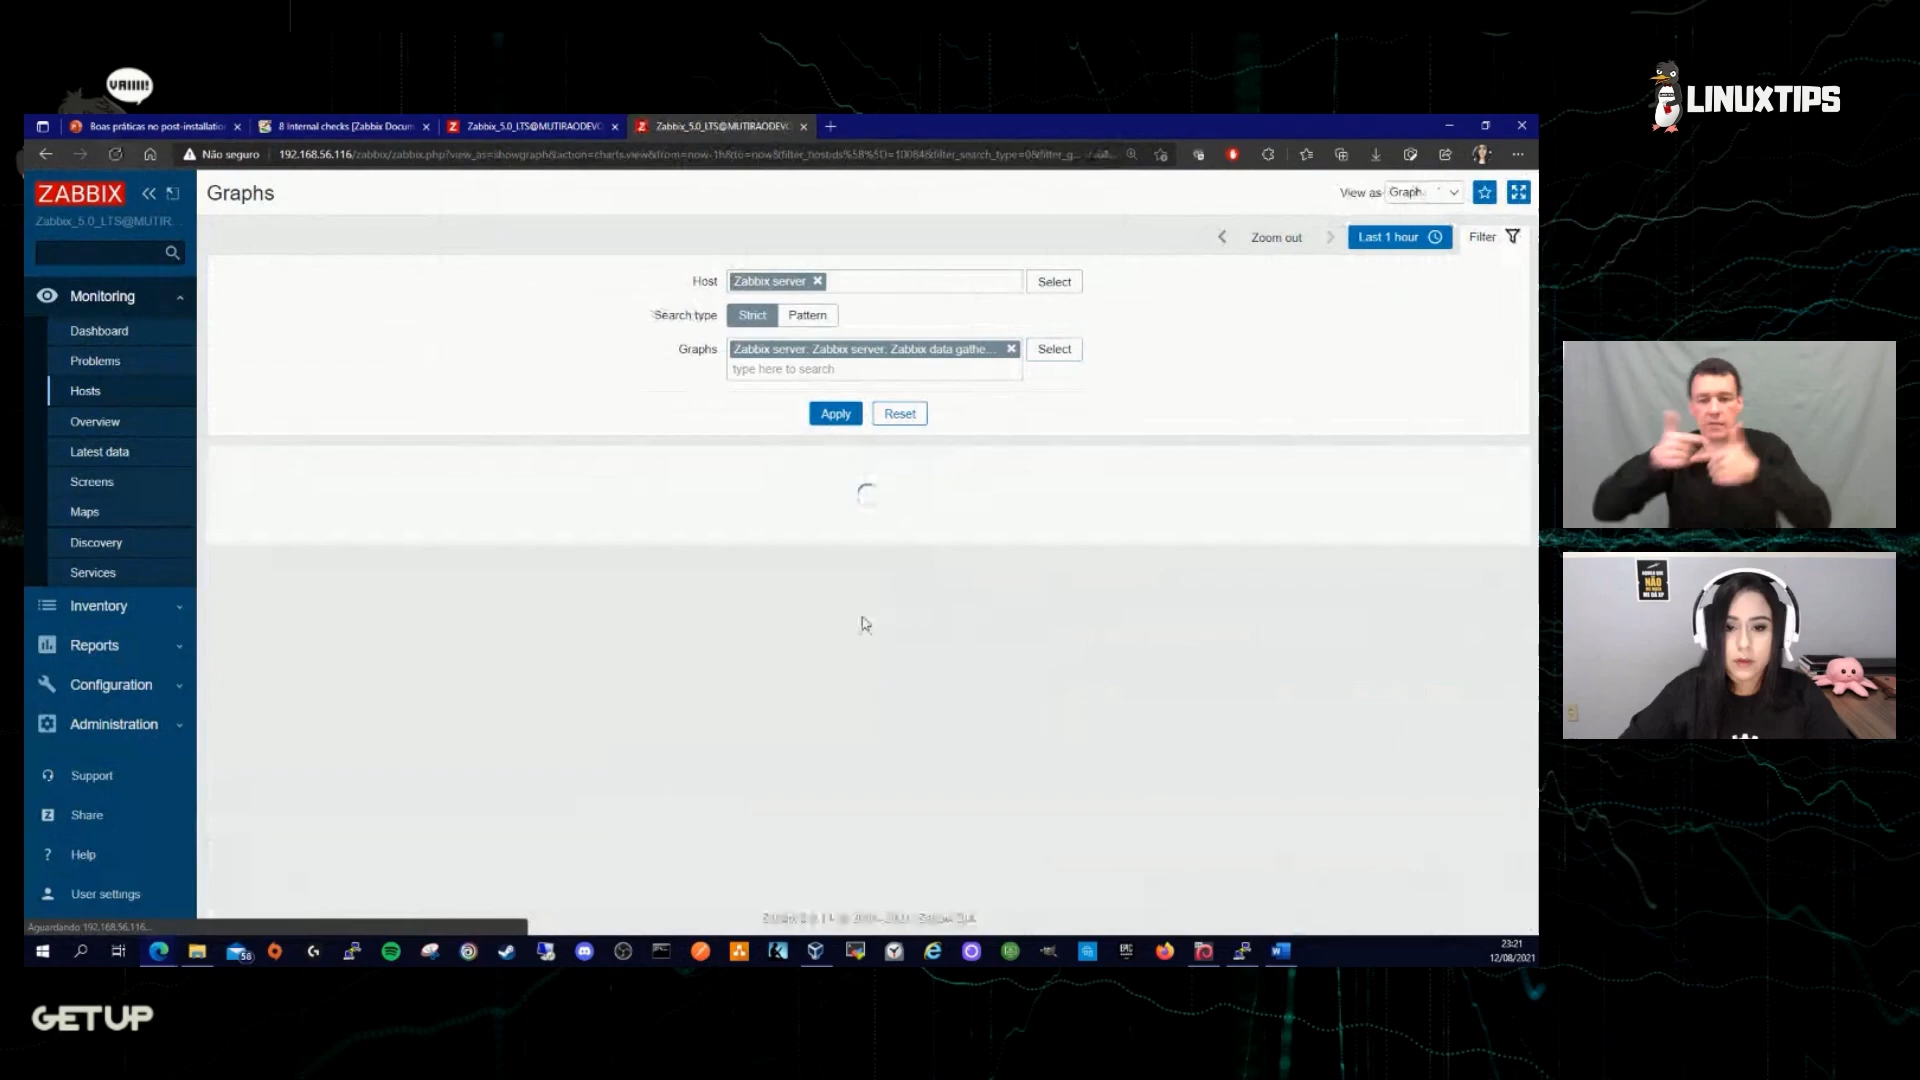 VAIIII!
LINUXTIPS
Boas práticas no post-installatio
8 Internal checks [Zabbix Docum
Zabbix_5.0_LTS@MUTIRAODEVO
Zabbix_5.0_LTS@MUTIRAODEVO
Não seguro
192.168.56.116/zabbix/zabbix.php?view_as=showgraph&action=charts.view&from=now-1h&to=now&filter_hostids%5B%5D=10084&filter_search_type=0&filter_g...
ZABBIX
Zabbix_5.0_LTS@MUTIR...
Graphs
View as
Graph
Zoom out
Last 1 hour
Filter
Host
Zabbix server
Select
Search type
Strict
Pattern
Graphs
Zabbix server: Zabbix server: Zabbix data gathe...
Select
type here to search
Apply
Reset
Monitoring
Dashboard
Problems
Hosts
Overview
Latest data
Screens
Maps
Discovery
Services
Inventory
Reports
Configuration
Administration
Support
Share
Help
User settings
Aguardando 192.168.56.116...
NÃO
58
EPIC
23:21
12/08/2021
GETUP